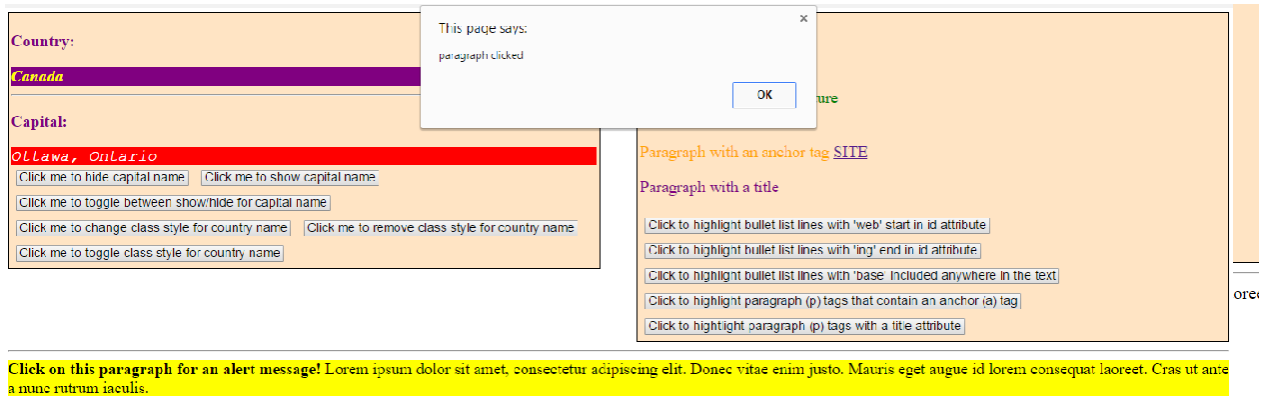 This page says:
paragraph clicked
OK
Country:
Canada
Capital:
Ottawa, Ontario
Click me to hide capital name Click me to show capital name
Click me to toggle between show/hide for capital name
Click me to change class style for country name Click me to remove class style for country name
Click me to toggle class style for country name
ture
Paragraph with an anchor tag SITE
Paragraph with a title
Click to highlight bullet list lines with 'web' start in id attribute
Click to highlight bullet list lines with 'ing' end in id attribute
Click to highlight bullet list lines with 'base' included anywhere in the text
Click to highlight paragraph (p) tags that contain an anchor (a) tag
Click to hightlight paragraph (p) tags with a title attribute
oree
Click on this paragraph for an alert message! Lorem ipsum dolor sit amet, consectetur adipiscing elit. Donec vitae enim justo. Mauris eget augue id lorem consequat laoreet. Cras ut ante
a nunc rutrum iaculis.